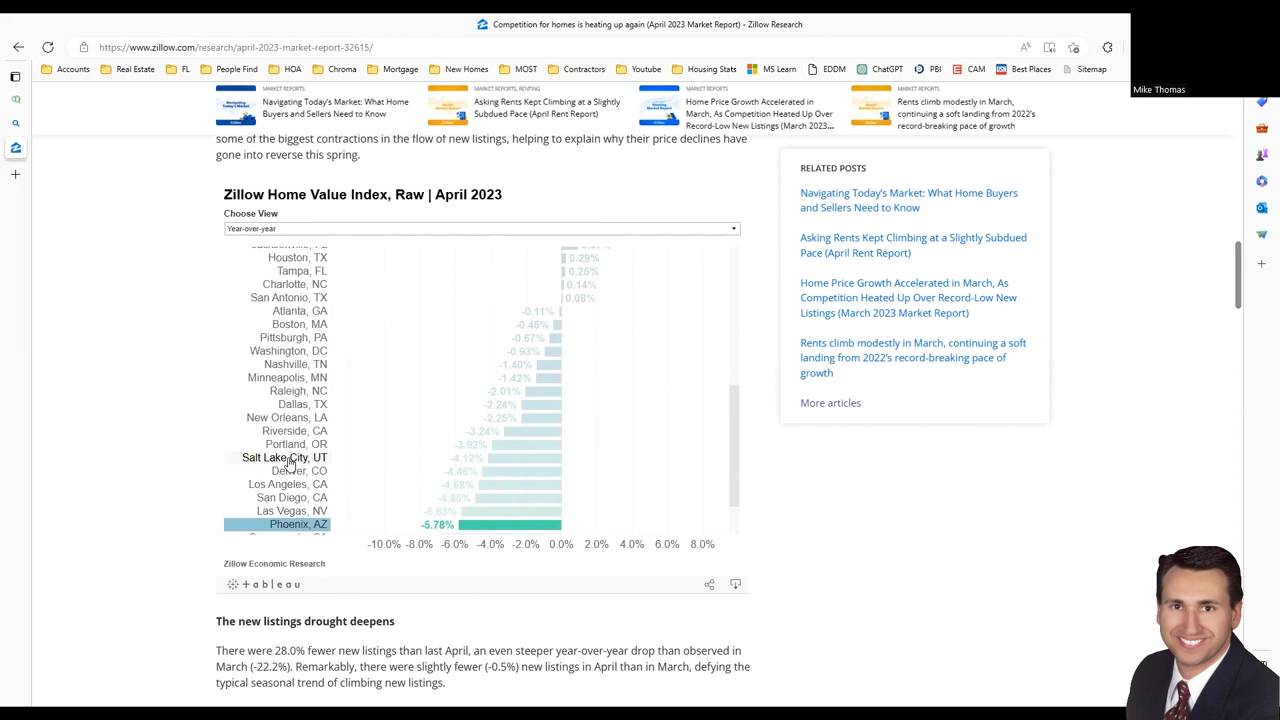 Competition for homes is heating up again (April 2023 Market Report) - Zillow Research
https://www.zillow.com/research/april-2023-market-report-32615/
Accounts Real Estate FL People Find HOA Chroma Mortgage New Homes MOST Contractors Youtube Housing Stats MS Learn EDDM ChatGPT PBI CAM Best Places Sitemap
Mike Thomas
MARKET REPORTS
Navigating Today's Market: What Home
Buyers and Sellers Need to Know
MARKET REPORTS, RENTING
Asking Rents Kept Climbing at a Slightly
Subdued Pace (April Rent Report)
MARKET REPORTS
Home Price Growth Accelerated in
March, As Competition Heated Up Over
Record-Low New Listings (March 2023...
MARKET REPORTS
Rents climb modestly in March,
continuing a soft landing from 2022's
record-breaking pace of growth
some of the biggest contractions in the flow of new listings, helping to explain why their price declines have
gone into reverse this spring.
Zillow Home Value Index, Raw | April 2023
Choose View
Year-over-year
Houston, TX 0.29%
Tampa, FL 0.25%
Charlotte, NC 0.14%
San Antonio, TX 0.08%
Atlanta, GA -0.11%
Boston, MA -0.46%
Pittsburgh, PA -0.67%
Washington, DC -0.93%
Nashville, TN -1.40%
Minneapolis, MN -1.42%
Raleigh, NC -2.01%
Dallas, TX -2.24%
New Orleans, LA -2.25%
Riverside, CA -3.24%
Portland, OR -3.92%
Salt Lake City, UT -4.12%
Denver, CO -4.46%
Los Angeles, CA -4.68%
San Diego, CA -4.85%
Las Vegas, NV -5.63%
Phoenix, AZ -5.78%
-10.0% -8.0% -6.0% -4.0% -2.0% 0.0% 2.0% 4.0% 6.0% 8.0%
Zillow Economic Research
+ a b l e a u
The new listings drought deepens
There were 28.0% fewer new listings than last April, an even steeper year-over-year drop than observed in
March (-22.2%). Remarkably, there were slightly fewer (-0.5%) new listings in April than in March, defying the
typical seasonal trend of climbing new listings.
RELATED POSTS
Navigating Today's Market: What Home Buyers
and Sellers Need to Know
Asking Rents Kept Climbing at a Slightly Subdued
Pace (April Rent Report)
Home Price Growth Accelerated in March, As
Competition Heated Up Over Record-Low New
Listings (March 2023 Market Report)
Rents climb modestly in March, continuing a soft
landing from 2022's record-breaking pace of
growth
More articles